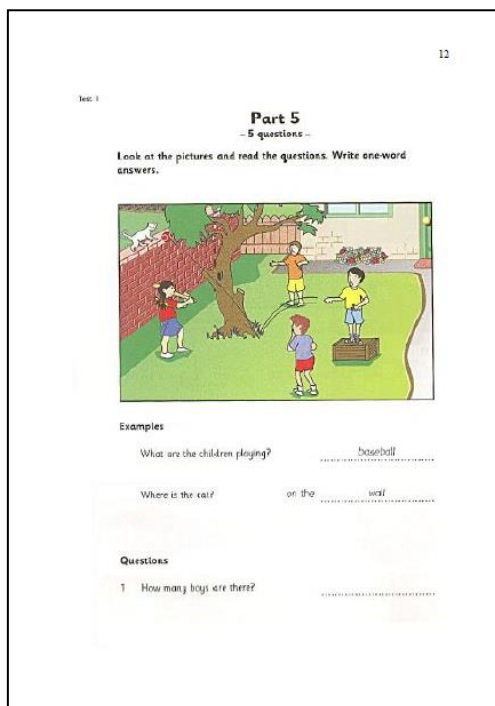 12
Test 1
Part 5
– 5 questions –
Look at the pictures and read the questions. Write one-word
answers.
Examples
What are the children playing? baseball
Where is the cat? on the wall
Questions
1 How many boys are there?